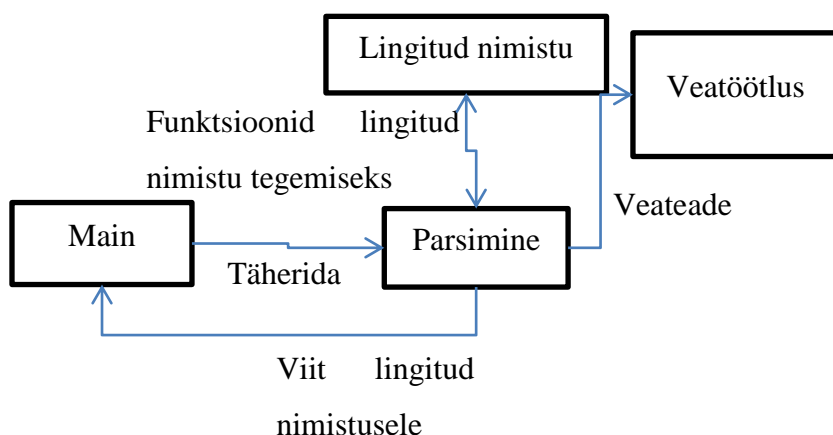 Lingitud nimistu
Veatöötlus
Funktsioonid lingitud
nimistu tegemiseks
Veateade
Main
Parsimine
Täherida
Viit lingitud
nimistusele